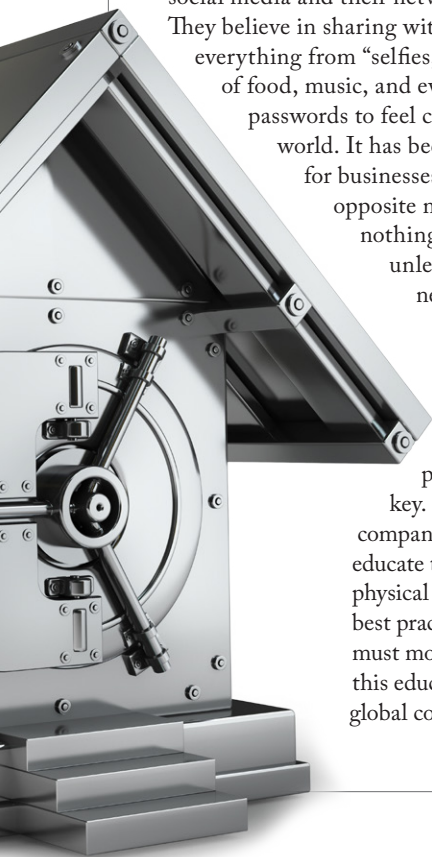 social media and their netw
They believe in sharing wit
everything from “selfies
of food, music, and ev
passwords to feel c
world. It has bee
for businesses
opposite n
nothing
unle
ne
p
key.
compan
educate t
physical
best prac
must mo
this educ
global co